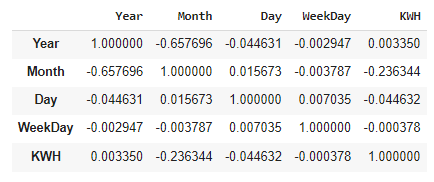 Year Month Day WeekDay KWH
Year 1.000000 -0.657696 -0.044631 -0.002947 0.003350
Month -0.657696 1.000000 0.015673 -0.003787 -0.236344
Day -0.044631 0.015673 1.000000 0.007035 -0.044632
WeekDay -0.002947 -0.003787 0.007035 1.000000 -0.000378
KWH 0.003350 -0.236344 -0.044632 -0.000378 1.000000